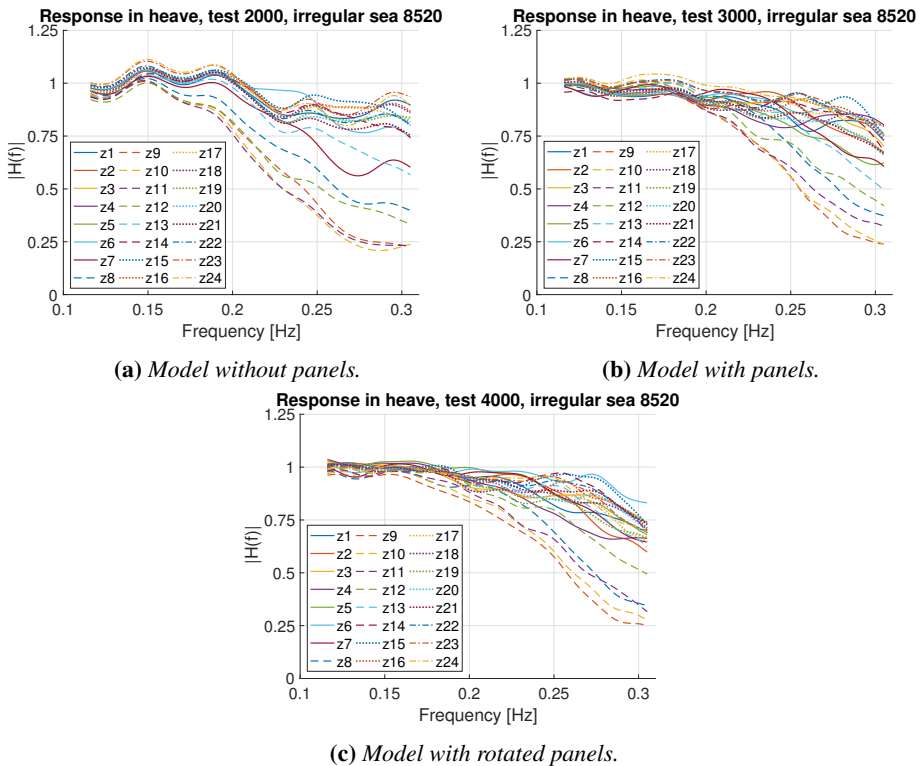 Response in heave, test 2000, irregular sea 8520
1.25
1
0.75
0.5
0.25
0
|H(f)|
z1 z9 z17
z2 z10 z18
z3 z11 z19
z4 z12 z20
z5 z13 z21
z6 z14 z22
z7 z15 z23
z8 z16 z24
0.1 0.15 0.2 0.25 0.3
Frequency [Hz]
(a) Model without panels.
Response in heave, test 3000, irregular sea 8520
1.25
1
0.75
0.5
0.25
0
|H(f)|
z1 z9 z17
z2 z10 z18
z3 z11 z19
z4 z12 z20
z5 z13 z21
z6 z14 z22
z7 z15 z23
z8 z16 z24
0.1 0.15 0.2 0.25 0.3
Frequency [Hz]
(b) Model with panels.
Response in heave, test 4000, irregular sea 8520
1.25
1
0.75
0.5
0.25
0
|H(f)|
z1 z9 z17
z2 z10 z18
z3 z11 z19
z4 z12 z20
z5 z13 z21
z6 z14 z22
z7 z15 z23
z8 z16 z24
0.1 0.15 0.2 0.25 0.3
Frequency [Hz]
(c) Model with rotated panels.